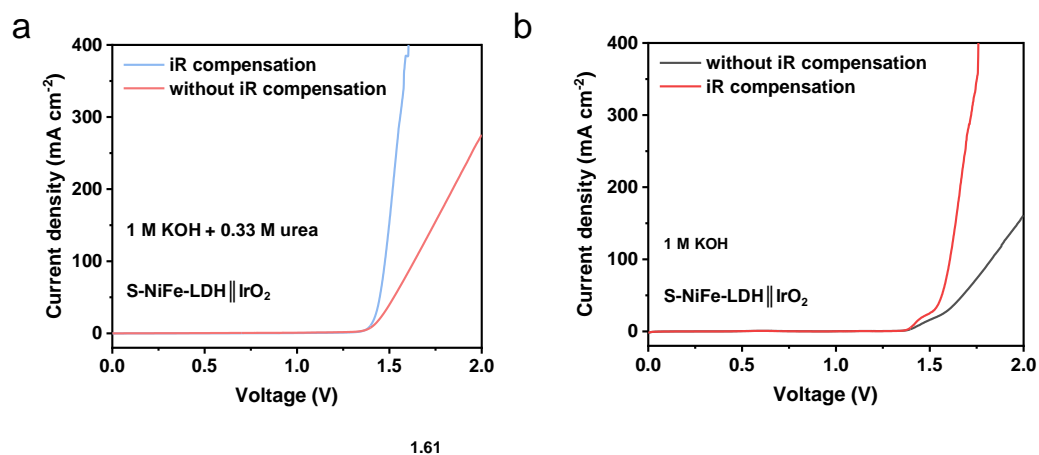 a
400
300
200
100
0
Current density (mA cm⁻²)
iR compensation
without iR compensation
1 M KOH + 0.33 M urea
S-NiFe-LDH‖IrO₂
0.0 0.5 1.0 1.5 2.0
Voltage (V)
b
400
300
200
100
0
Current density (mA cm⁻²)
without iR compensation
iR compensation
1 M KOH
S-NiFe-LDH‖IrO₂
0.0 0.5 1.0 1.5 2.0
Voltage (V)
1.61